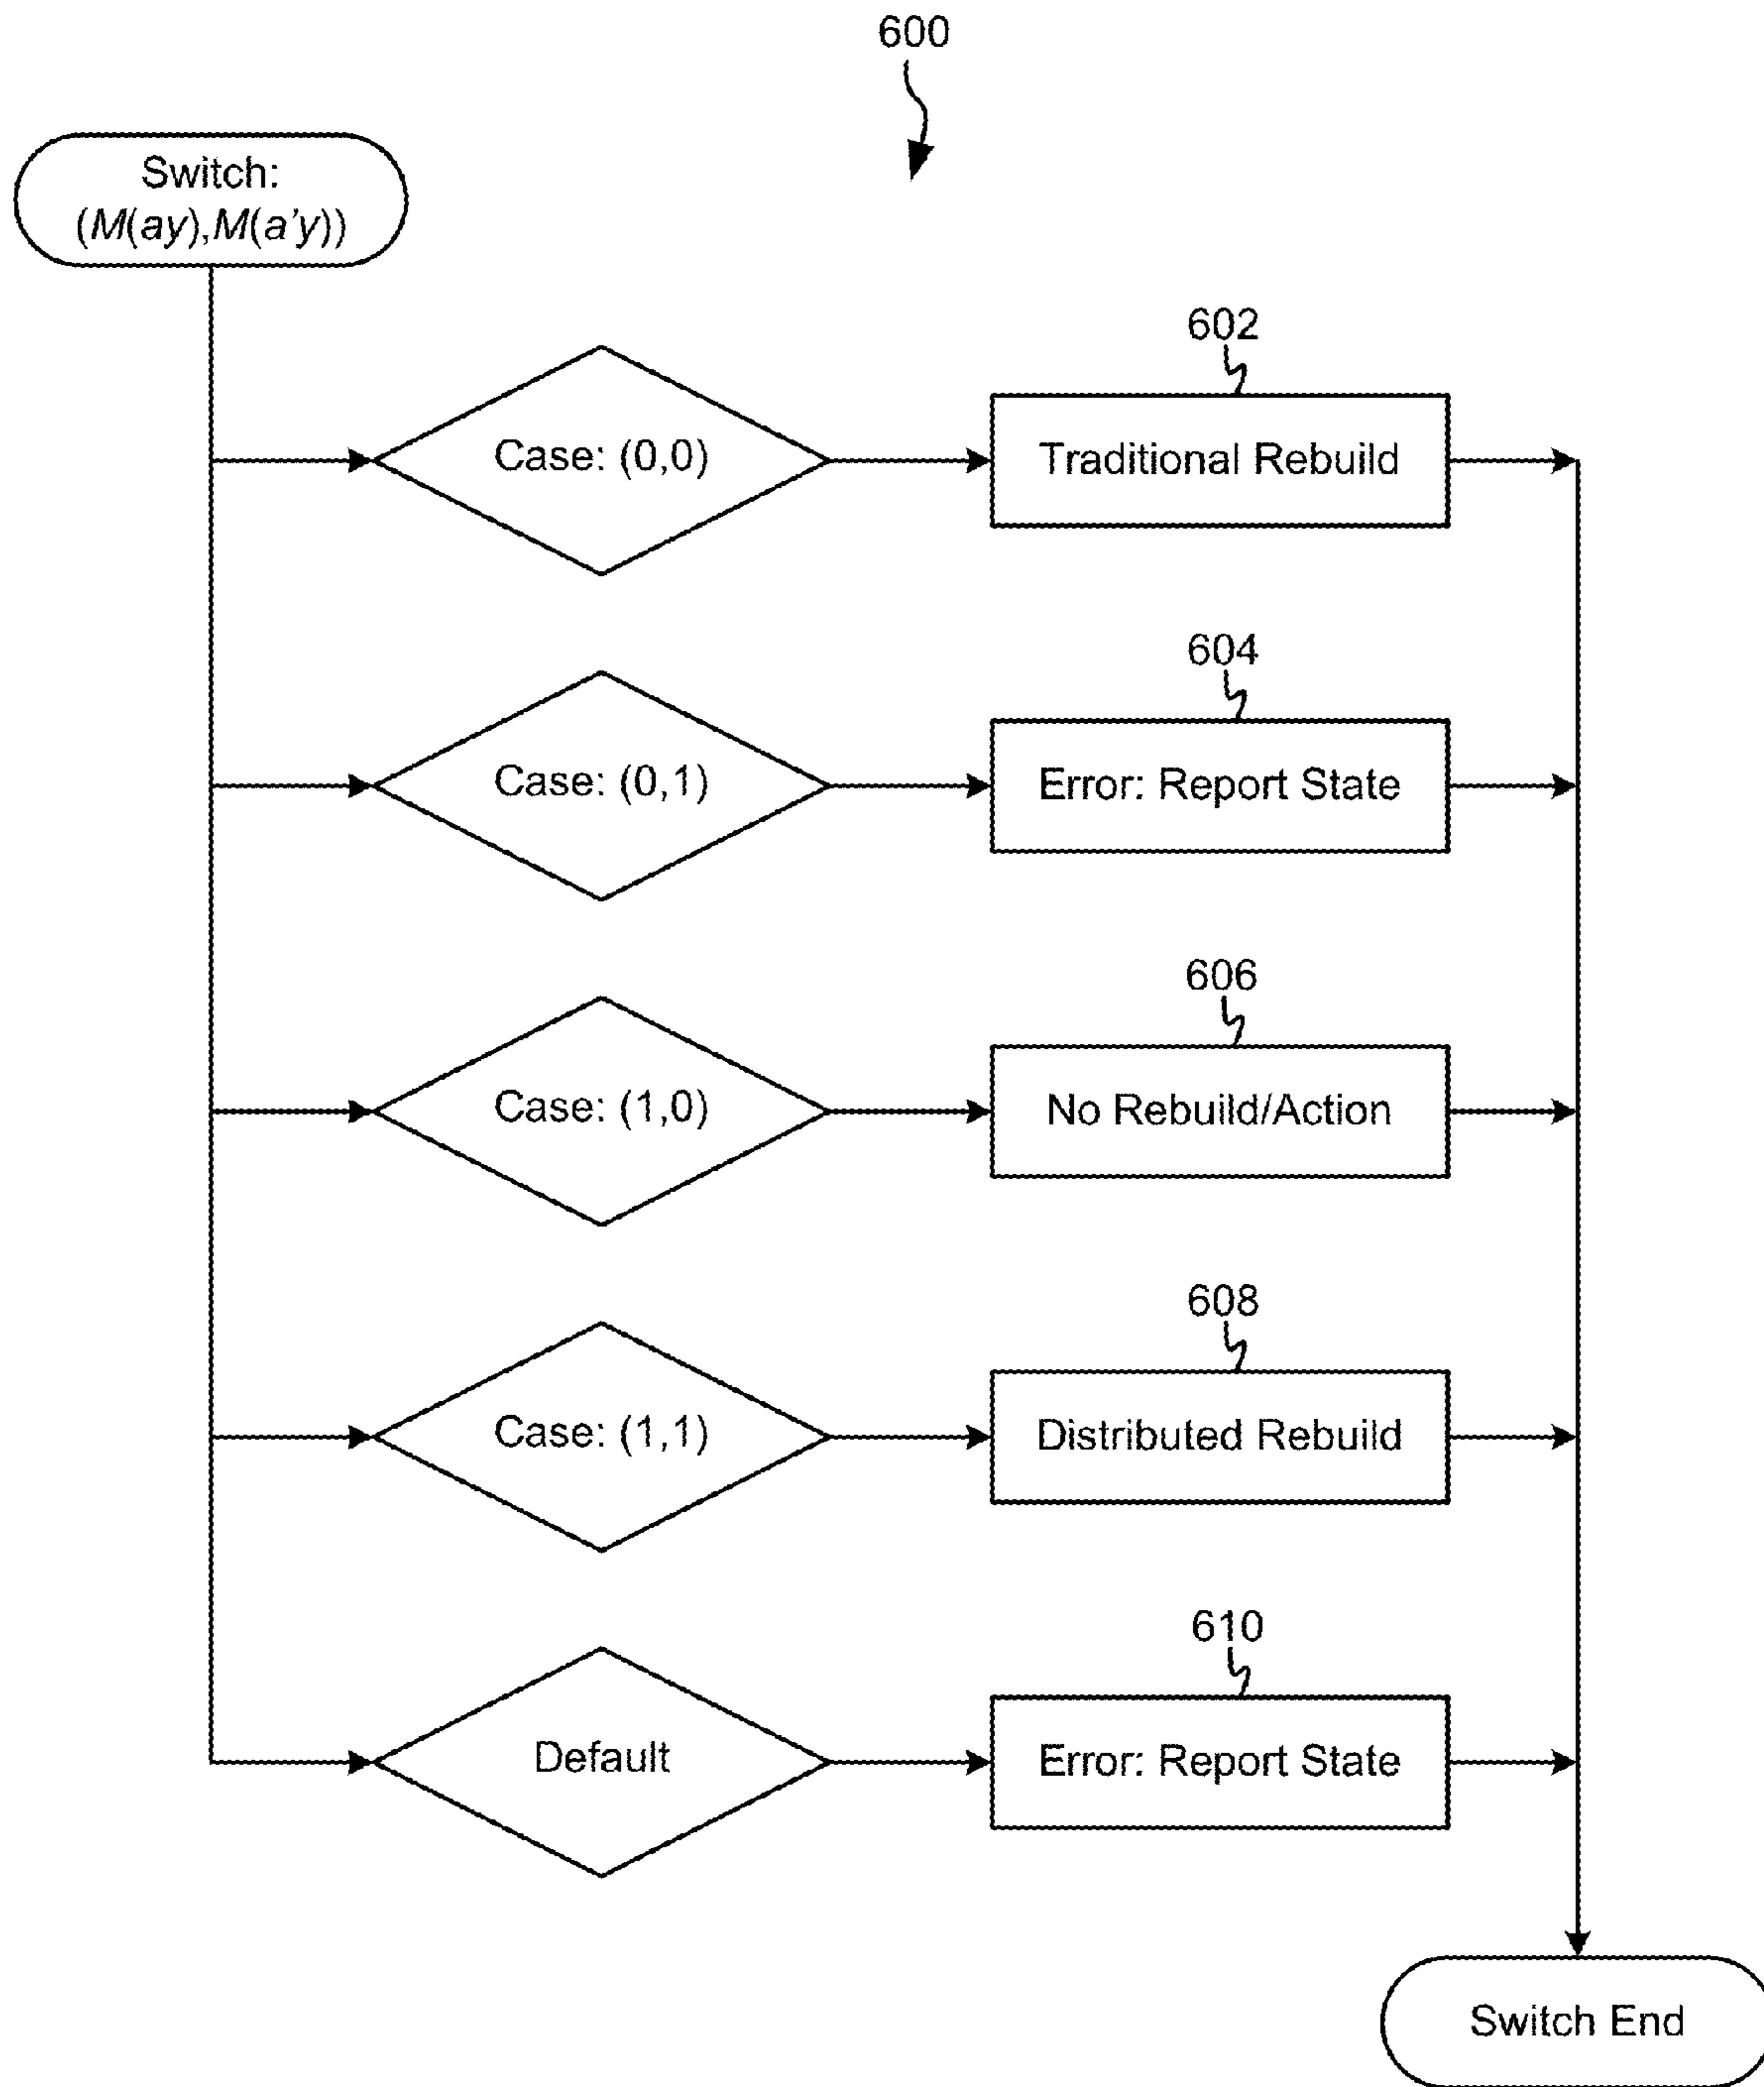 600
Switch:
(M(ay),M(a'y))
602
Case: (0,0)
Traditional Rebuild
604
Case: (0,1)
Error: Report State
606
Case: (1,0)
No Rebuild/Action
608
Case: (1,1)
Distributed Rebuild
610
Default
Error: Report State
Switch End